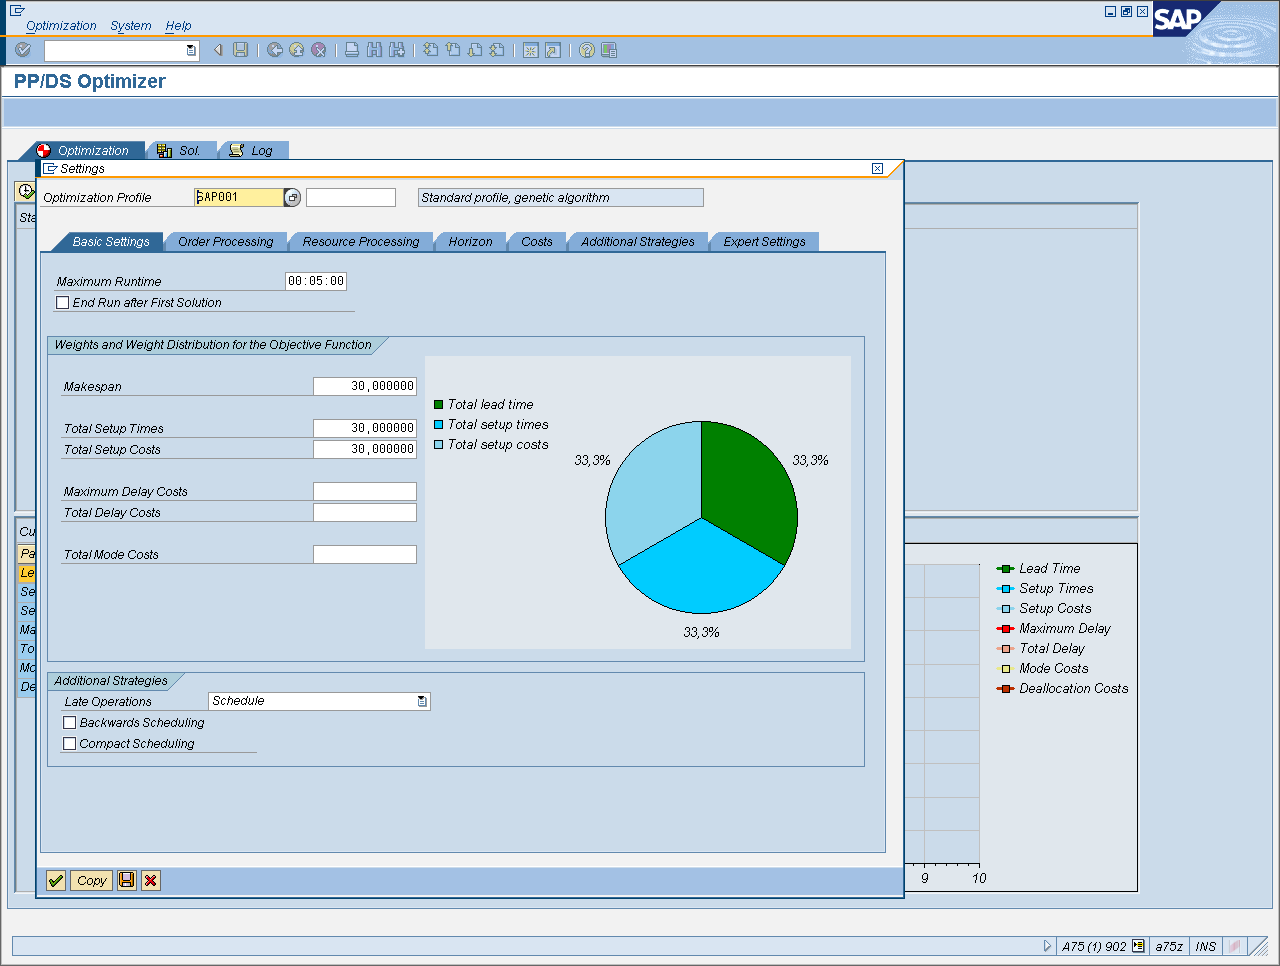 Optimization System Help
SAP
PP/DS Optimizer
Optimization Sol. Log
Settings
Optimization Profile SAP001 Standard profile, genetic algorithm
Sta
Basic Settings Order Processing Resource Processing Horizon Costs Additional Strategies Expert Settings
Maximum Runtime 00:05:00
End Run after First Solution
Weights and Weight Distribution for the Objective Function
Makespan 30,000000
Total Setup Times 30,000000
Total Setup Costs 30,000000
Maximum Delay Costs
Total Delay Costs
Total Mode Costs
Total lead time
Total setup times
Total setup costs
33,3% 33,3%
33,3%
Additional Strategies
Late Operations Schedule
Backwards Scheduling
Compact Scheduling
Copy
Cu
Pa
Le
Se
Se
Ma
To
Mo
De
Lead Time
Setup Times
Setup Costs
Maximum Delay
Total Delay
Mode Costs
Deallocation Costs
9 10
A75 (1) 902 a75z INS